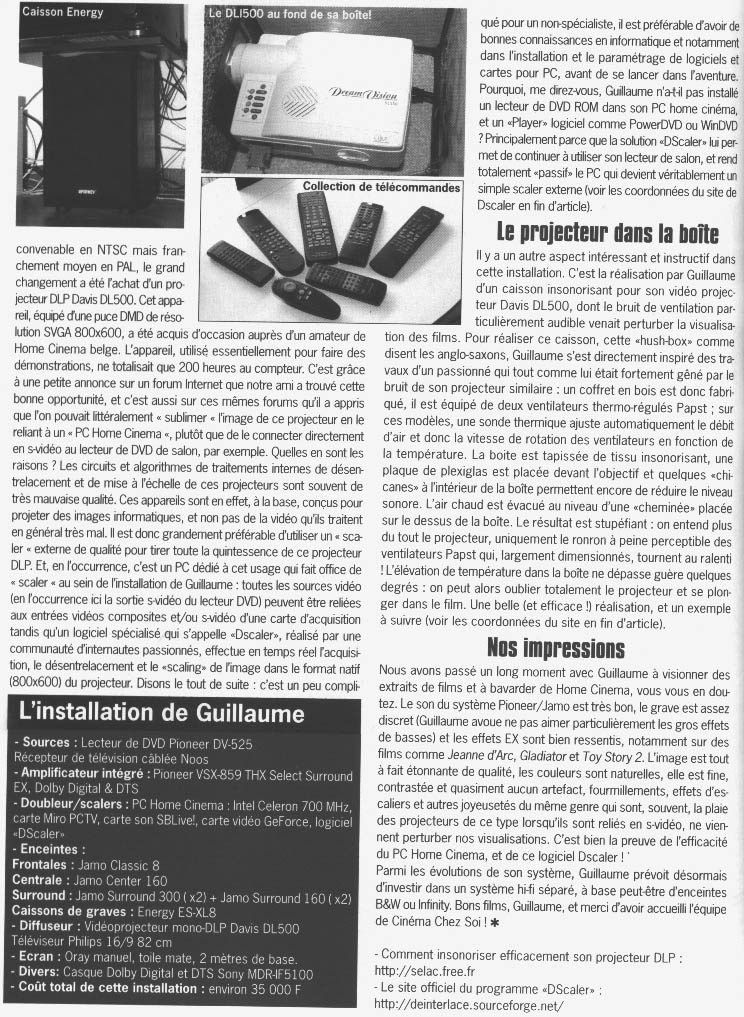 Caisson Energy
Le DLI500 au fond de sa boîte!
Dream Vision
ENERGY
Collection de télécommandes
convenable en NTSC mais fran-
chement moyen en PAL, le grand
changement a été l'achat d'un pro-
jecteur DLP Davis DL500. Cet appa-
reil, équipé d'une puce DMD de réso-
lution SVGA 800x600, a été acquis d'occasion auprès d'un amateur de
Home Cinema belge. L'appareil, utilisé essentiellement pour faire des
démonstrations, ne totalisait que 200 heures au compteur. C'est grâce
à une petite annonce sur un forum Internet que notre ami a trouvé cette
bonne opportunité, et c'est aussi sur ces mêmes forums qu'il a appris
que l'on pouvait littéralement « sublimer « l'image de ce projecteur en le
reliant à un « PC Home Cinema «, plutôt que de le connecter directement
en s-vidéo au lecteur de DVD de salon, par exemple. Quelles en sont les
raisons ? Les circuits et algorithmes de traitements internes de désen-
trelacement et de mise à l'échelle de ces projecteurs sont souvent de
très mauvaise qualité. Ces appareils sont en effet, à la base, conçus pour
projeter des images informatiques, et non pas de la vidéo qu'ils traitent
en général très mal. Il est donc grandement préférable d'utiliser un « sca-
ler « externe de qualité pour tirer toute la quintessence de ce projecteur
DLP. Et, en l'occurrence, c'est un PC dédié à cet usage qui fait office de
« scaler « au sein de l'installation de Guillaume : toutes les sources vidéo
(en l'occurrence ici la sortie s-vidéo du lecteur DVD) peuvent être reliées
aux entrées vidéos composites et/ou s-vidéo d'une carte d'acquisition
tandis qu'un logiciel spécialisé qui s'appelle «Dscaler», réalisé par une
communauté d'internautes passionnés, effectue en temps réel l'acquisi-
tion, le désentrelacement et le «scaling» de l'image dans le format natif
(800x600) du projecteur. Disons le tout de suite : c'est un peu compli-
L'installation de Guillaume
- Sources : Lecteur de DVD Pioneer DV-525
Récepteur de télévision câblée Noos
- Amplificateur intégré : Pioneer VSX-859 THX Select Surround
EX, Dolby Digital & DTS
- Doubleur/scalers : PC Home Cinema : Intel Celeron 700 MHz,
carte Miro PCTV, carte son SBLive!, carte vidéo GeForce, logiciel
«DScaler»
- Enceintes :
Frontales : Jamo Classic 8
Centrale : Jamo Center 160
Surround : Jamo Surround 300 ( x2) + Jamo Surround 160 ( x2)
Caissons de graves : Energy ES-XL8
- Diffuseur : Vidéoprojecteur mono-DLP Davis DL500
Téléviseur Philips 16/9 82 cm
- Ecran : Oray manuel, toile mate, 2 mètres de base.
- Divers: Casque Dolby Digital et DTS Sony MDR-IF5100
- Coût total de cette installation : environ 35 000 F
qué pour un non-spécialiste, il est préférable d'avoir de
bonnes connaissances en informatique et notamment
dans l'installation et le paramétrage de logiciels et
cartes pour PC, avant de se lancer dans l'aventure.
Pourquoi, me direz-vous, Guillaume n'a-t-il pas installé
un lecteur de DVD ROM dans son PC home cinéma,
et un «Player» logiciel comme PowerDVD ou WinDVD
? Principalement parce que la solution «DScaler» lui per-
met de continuer à utiliser son lecteur de salon, et rend
totalement «passif» le PC qui devient véritablement un
simple scaler externe (voir les coordonnées du site de
Dscaler en fin d'article).
Le projecteur dans la boîte
Il y a un autre aspect intéressant et instructif dans
cette installation. C'est la réalisation par Guillaume
d'un caisson insonorisant pour son vidéo projec-
teur Davis DL500, dont le bruit de ventilation par-
ticulièrement audible venait perturber la visualisa-
tion des films. Pour réaliser ce caisson, cette «hush-box» comme
disent les anglo-saxons, Guillaume s'est directement inspiré des tra-
vaux d'un passionné qui tout comme lui était fortement gêné par le
bruit de son projecteur similaire : un coffret en bois est donc fabri-
qué, il est équipé de deux ventilateurs thermo-régulés Papst ; sur
ces modèles, une sonde thermique ajuste automatiquement le débit
d'air et donc la vitesse de rotation des ventilateurs en fonction de
la température. La boite est tapissée de tissu insonorisant, une
plaque de plexiglas est placée devant l'objectif et quelques «chi-
canes» à l'intérieur de la boîte permettent encore de réduire le niveau
sonore. L'air chaud est évacué au niveau d'une «cheminée» placée
sur le dessus de la boîte. Le résultat est stupéfiant : on entend plus
du tout le projecteur, uniquement le ronron à peine perceptible des
ventilateurs Papst qui, largement dimensionnés, tournent au ralenti
! L'élévation de température dans la boîte ne dépasse guère quelques
degrés : on peut alors oublier totalement le projecteur et se plon-
ger dans le film. Une belle (et efficace !) réalisation, et un exemple
à suivre (voir les coordonnées du site en fin d'article).
Nos impressions
Nous avons passé un long moment avec Guillaume à visionner des
extraits de films et à bavarder de Home Cinema, vous vous en dou-
tez. Le son du système Pioneer/Jamo est très bon, le grave est assez
discret (Guillaume avoue ne pas aimer particulièrement les gros effets
de basses) et les effets EX sont bien ressentis, notamment sur des
films comme Jeanne d'Arc, Gladiator et Toy Story 2. L'image est tout
à fait étonnante de qualité, les couleurs sont naturelles, elle est fine,
contrastée et quasiment aucun artefact, fourmillements, effets d'es-
caliers et autres joyeusetés du même genre qui sont, souvent, la plaie
des projecteurs de ce type lorsqu'ils sont reliés en s-vidéo, ne vien-
nent perturber nos visualisations. C'est bien la preuve de l'efficacité
du PC Home Cinema, et de ce logiciel Dscaler !
Parmi les évolutions de son système, Guillaume prévoit désormais
d'investir dans un système hi-fi séparé, à base peut-être d'enceintes
B&W ou Infinity. Bons films, Guillaume, et merci d'avoir accueilli l'équipe
de Cinéma Chez Soi ! ✱
- Comment insonoriser efficacement son projecteur DLP :
http://selac.free.fr
- Le site officiel du programme «DScaler» :
http://deinterlace.sourceforge.net/